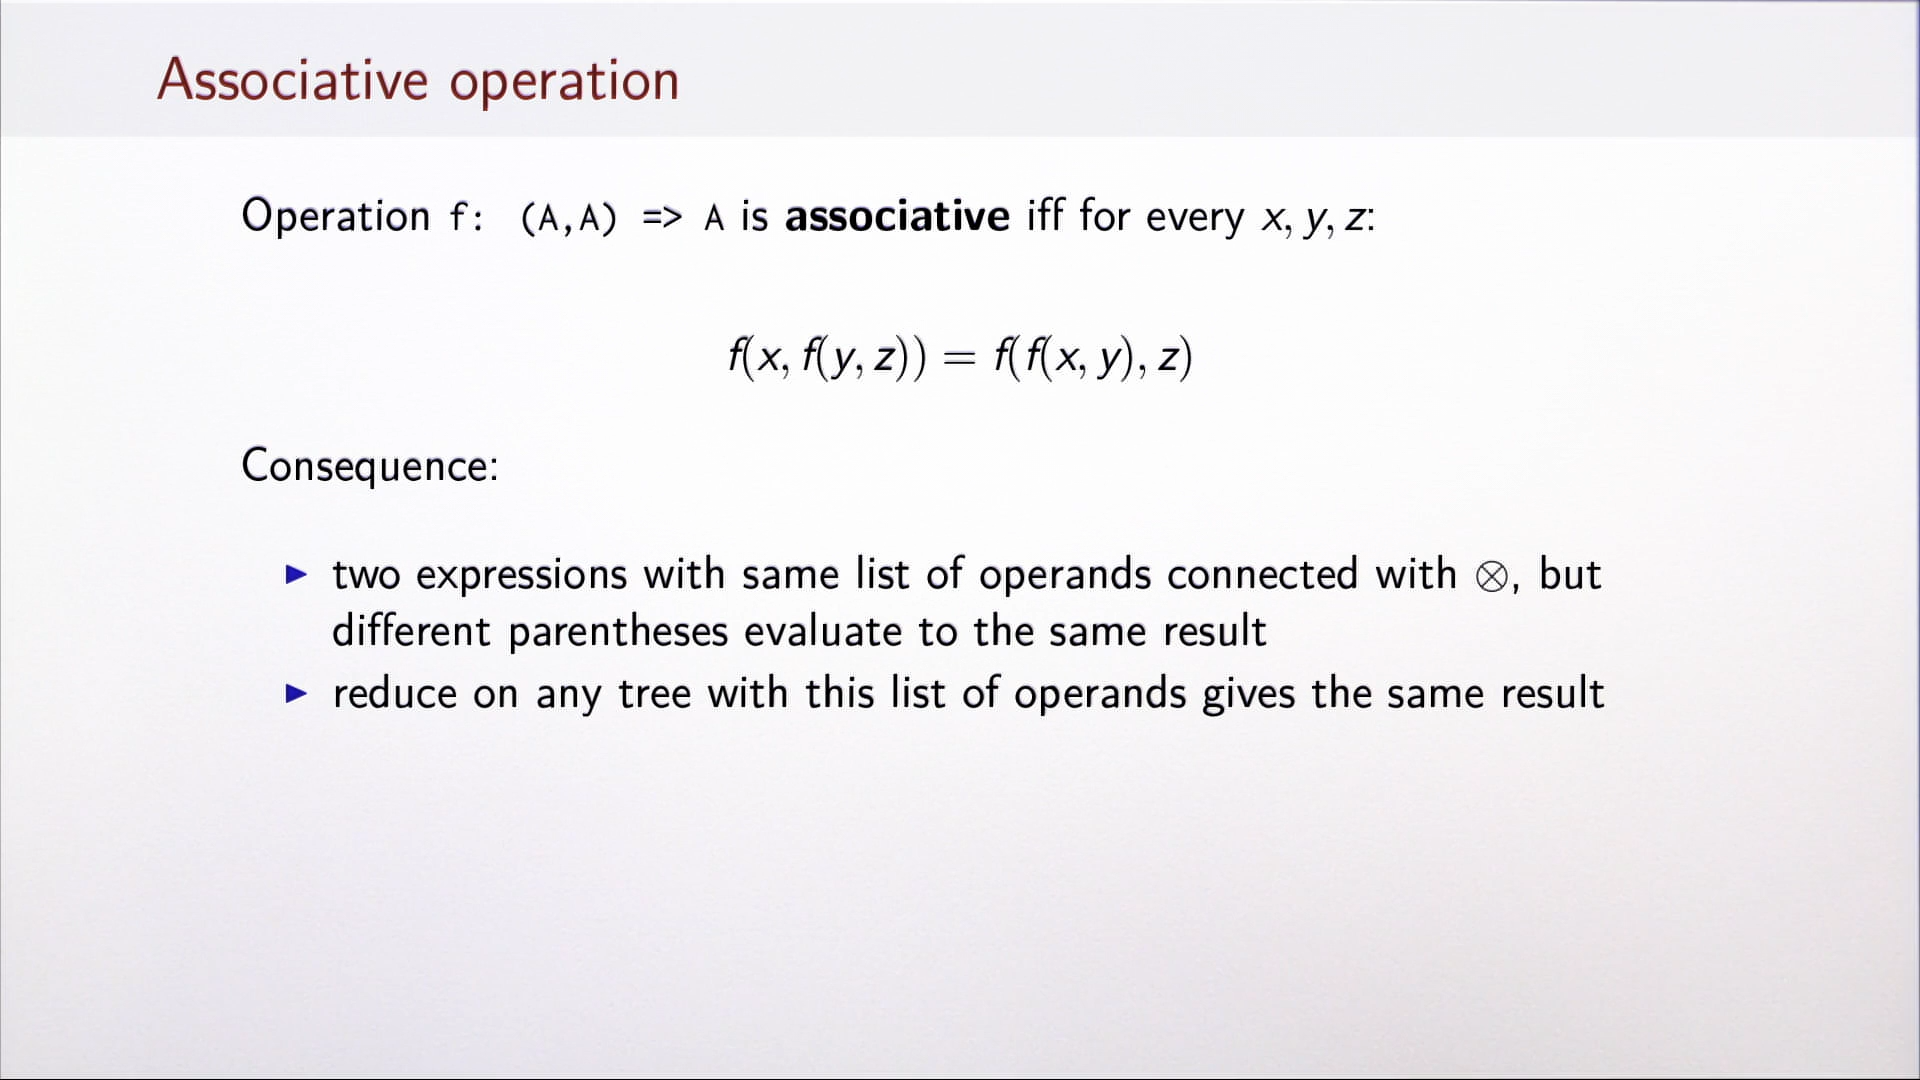 Associative operation
Operation f: (A,A) => A is associative iff for every x, y, z:
f(x, f(y, z)) = f(f(x, y), z)
Consequence:
▶ two expressions with same list of operands connected with ⊗, but
different parentheses evaluate to the same result
▶ reduce on any tree with this list of operands gives the same result